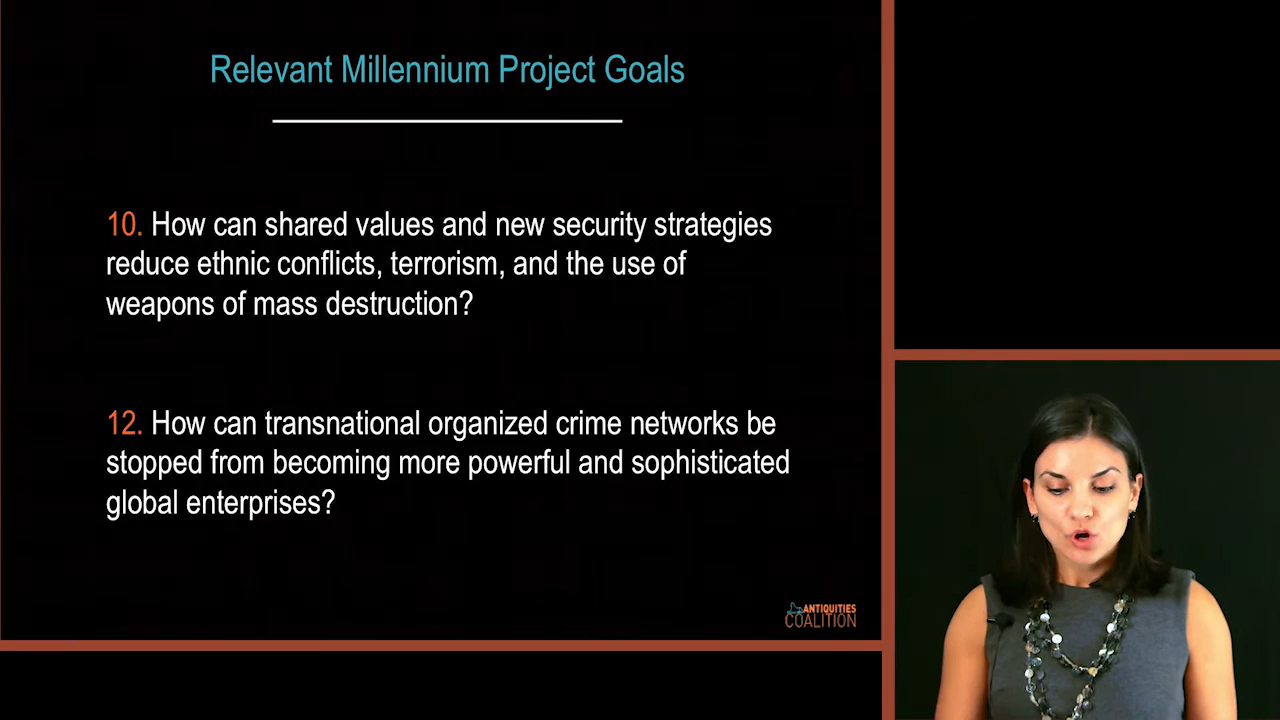 Relevant Millennium Project Goals
10. How can shared values and new security strategies
reduce ethnic conflicts, terrorism, and the use of
weapons of mass destruction?
12. How can transnational organized crime networks be
stopped from becoming more powerful and sophisticated
global enterprises?
ANTIQUITIES
COALITION